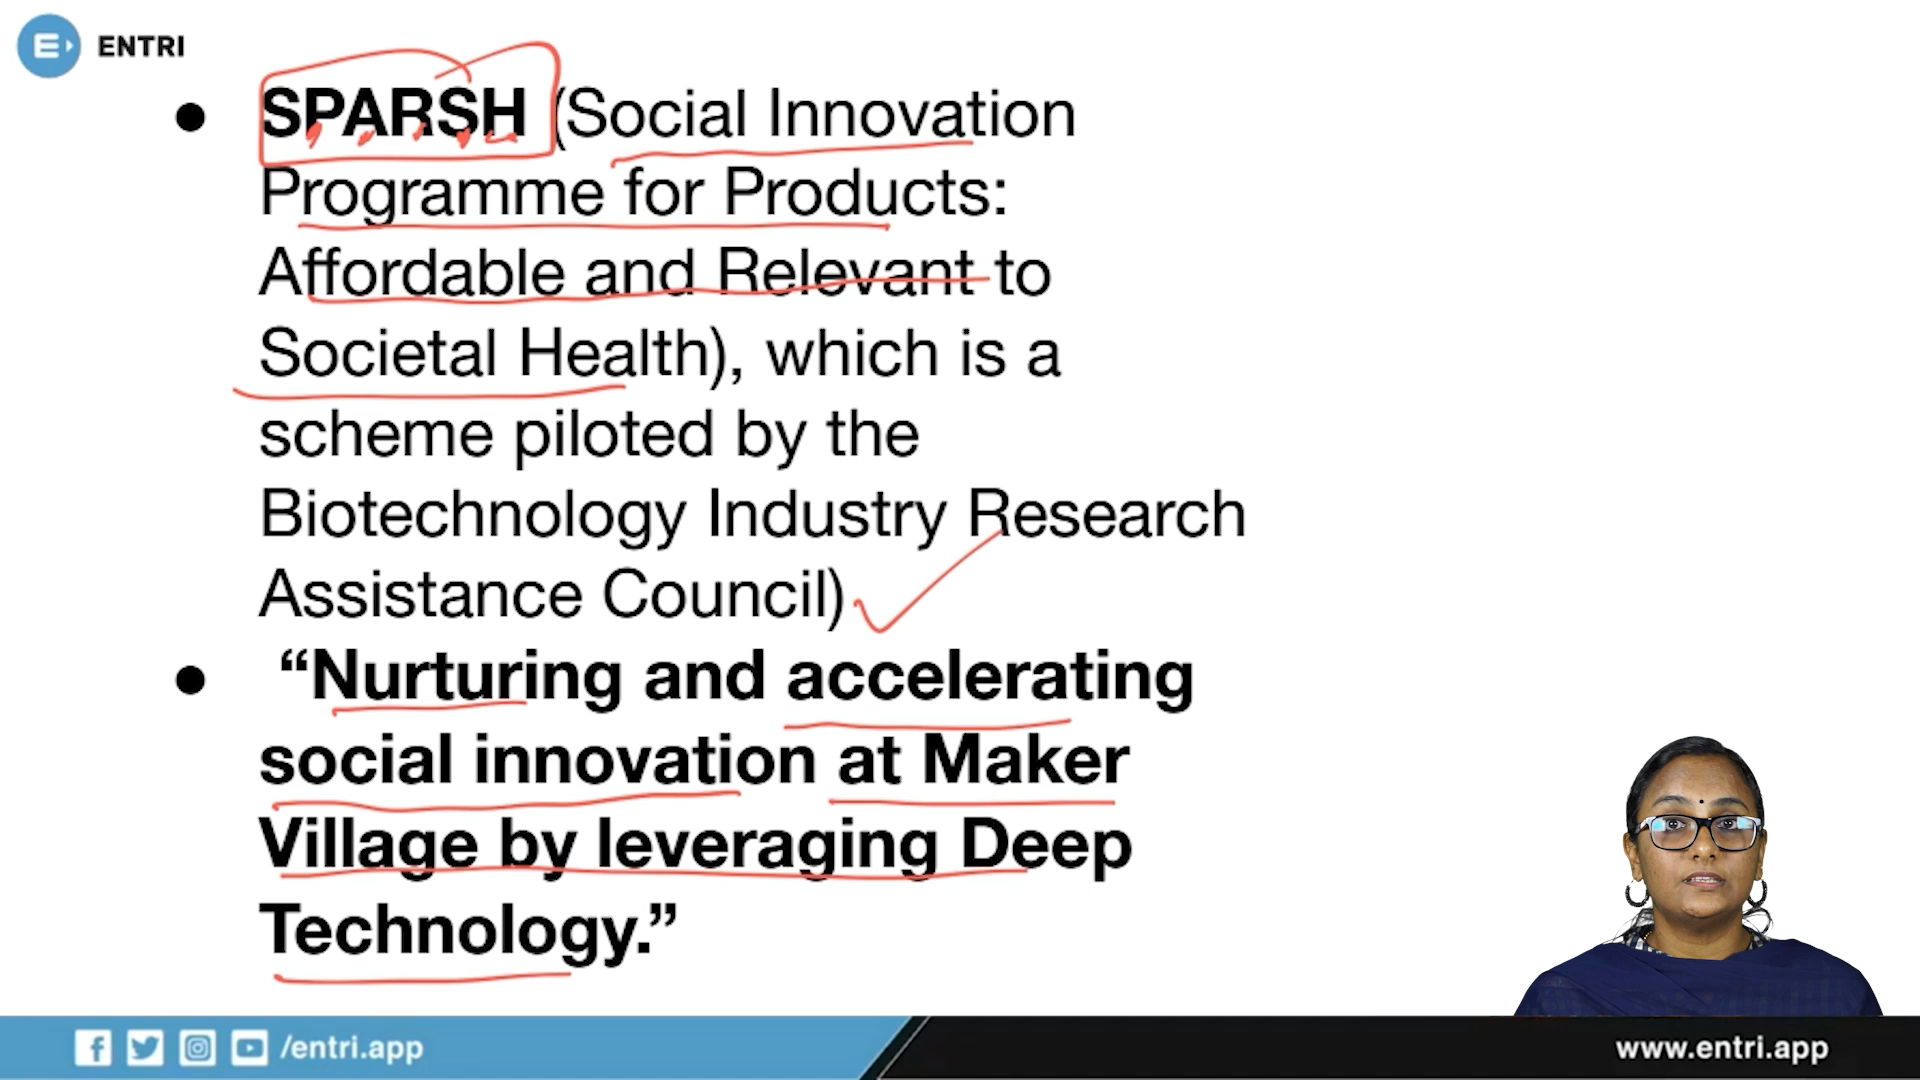 ENTRI
● SPARSH (Social Innovation
Programme for Products:
Affordable and Relevant to
Societal Health), which is a
scheme piloted by the
Biotechnology Industry Research
Assistance Council)
● “Nurturing and accelerating
social innovation at Maker
Village by leveraging Deep
Technology.”
/entri.app
www.entri.app